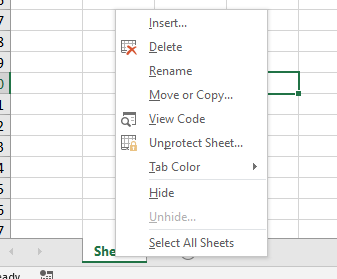 Insert...
Delete
Rename
Move or Copy...
View Code
Unprotect Sheet...
Tab Color
Hide
Unhide...
Select All Sheets
She
eady